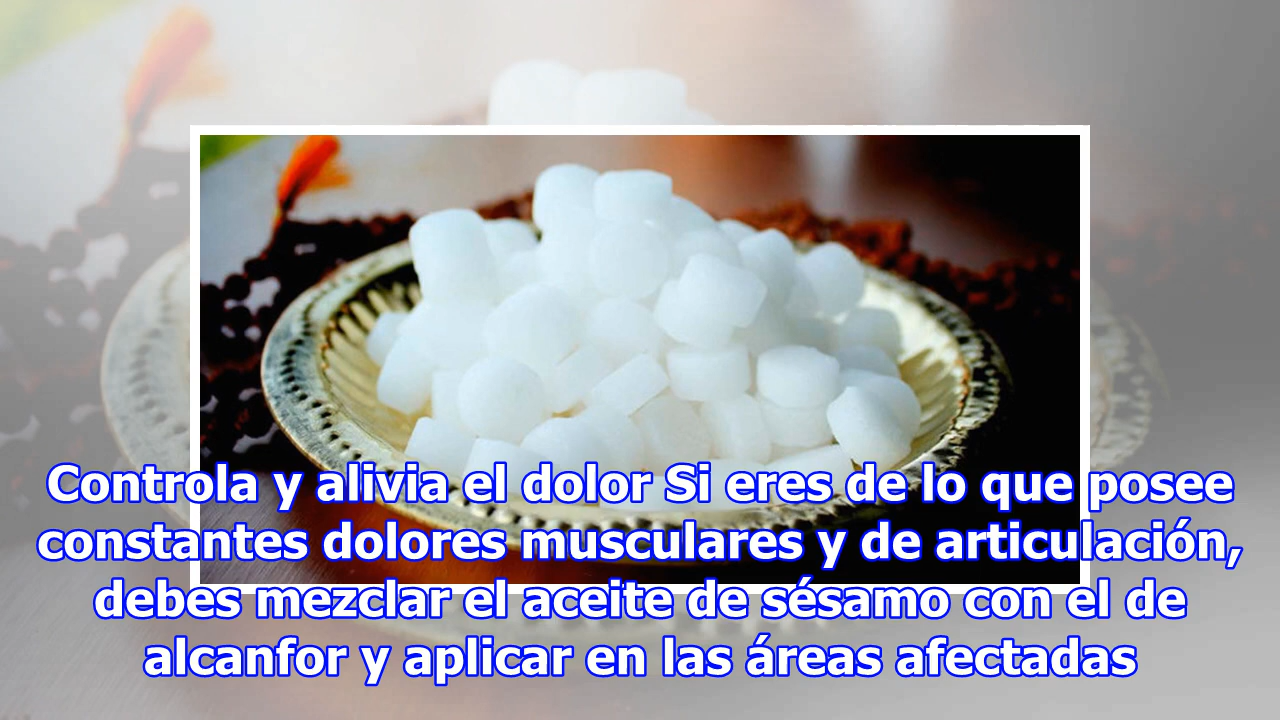 Controla y alivia el dolor Si eres de lo que posee
constantes dolores musculares y de articulación,
debes mezclar el aceite de sésamo con el de
alcanfor y aplicar en las áreas afectadas